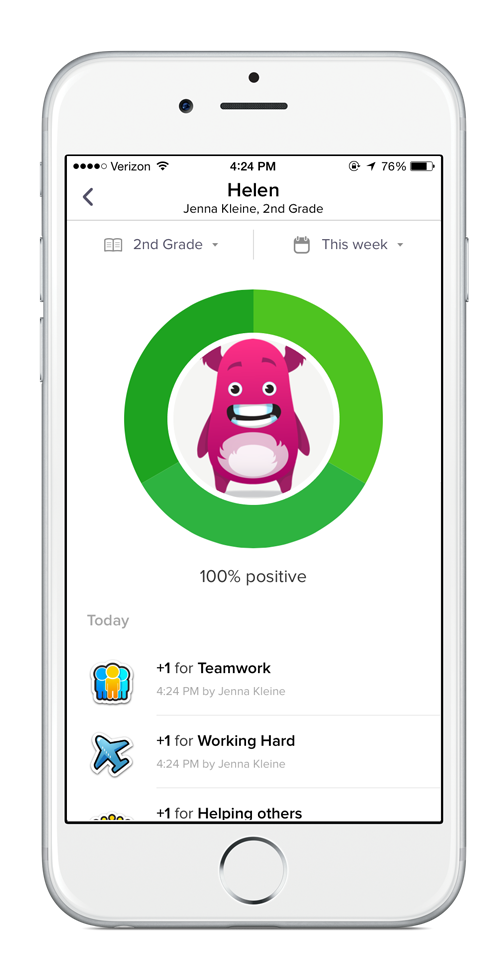 Verizon 4:24 PM 76%
Helen
Jenna Kleine, 2nd Grade
2nd Grade This week
100% positive
Today
+1 for Teamwork
4:24 PM by Jenna Kleine
+1 for Working Hard
4:24 PM by Jenna Kleine
+1 for Helping others